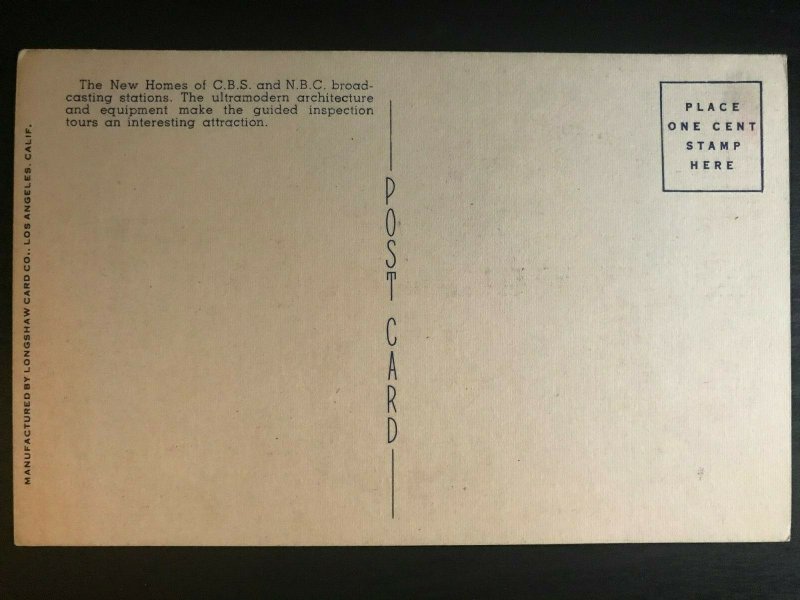 The New Homes of C.B.S. and N.B.C. broad-
casting stations. The ultramodern architecture
and equipment make the guided inspection
tours an interesting attraction.
PLACE
ONE CENT
STAMP
HERE
POST CARD
MANUFACTURED BY LONGSHAW CARD CO., LOS ANGELES, CALIF.